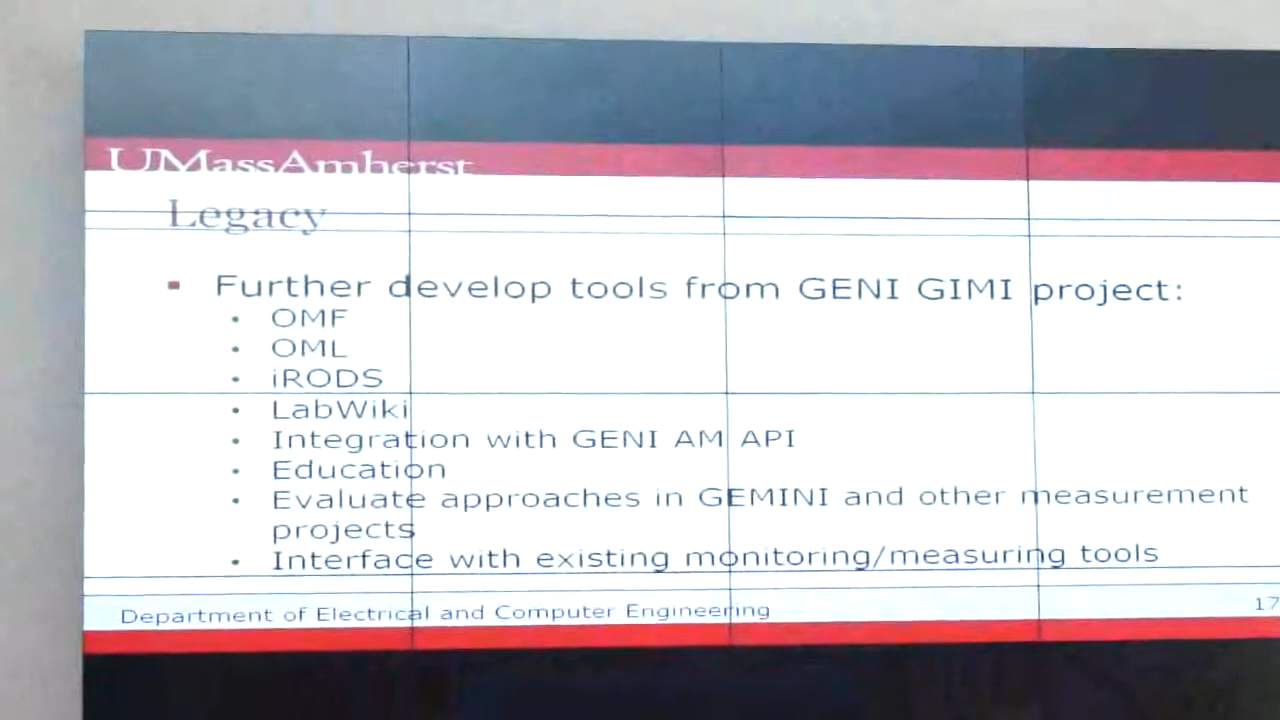 UMassAmherst
Legacy
▪ Further develop tools from GENI GIMI project:
• OMF
• OML
• iRODS
• LabWiki
• Integration with GENI AM API
• Education
• Evaluate approaches in GEMINI and other measurement
projects
• Interface with existing monitoring/measuring tools
Department of Electrical and Computer Engineering 17